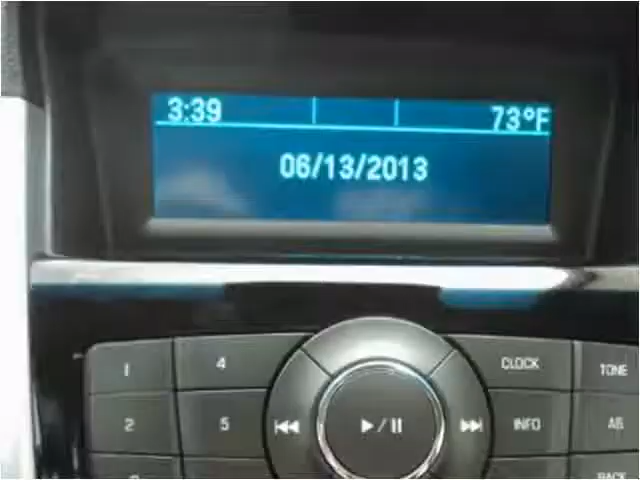 3:39 73°F
06/13/2013
1 4 CLOCK TONE
2 5 INFO AS
BACK